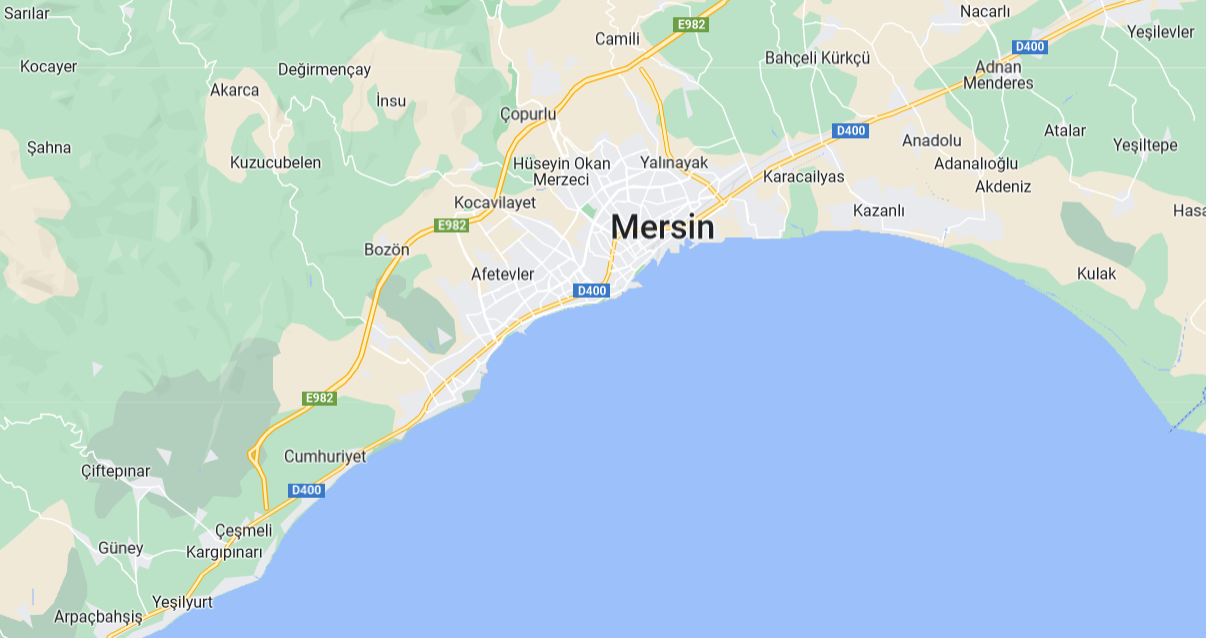 Sarılar
Nacarlı
E982
Yeşilevler
Camili
D400
Bahçeli Kürkçü
Kocayer
Değirmençay
Adnan
Menderes
Akarca
İnsu
Çopurlu
D400
Atalar
Anadolu
Yeşiltepe
Şahna
Kuzucubelen
Hüseyin Okan
Merzeci
Yalınayak
Adanalıoğlu
Karacailyas
Akdeniz
Kocavilayet
Kazanlı
Hasa
E982
Mersin
Bozön
Afetevler
Kulak
D400
E982
Cumhuriyet
Çiftepınar
D400
Çeşmeli
Güney
Kargıpınarı
Yeşilyurt
Arpaçbahşiş